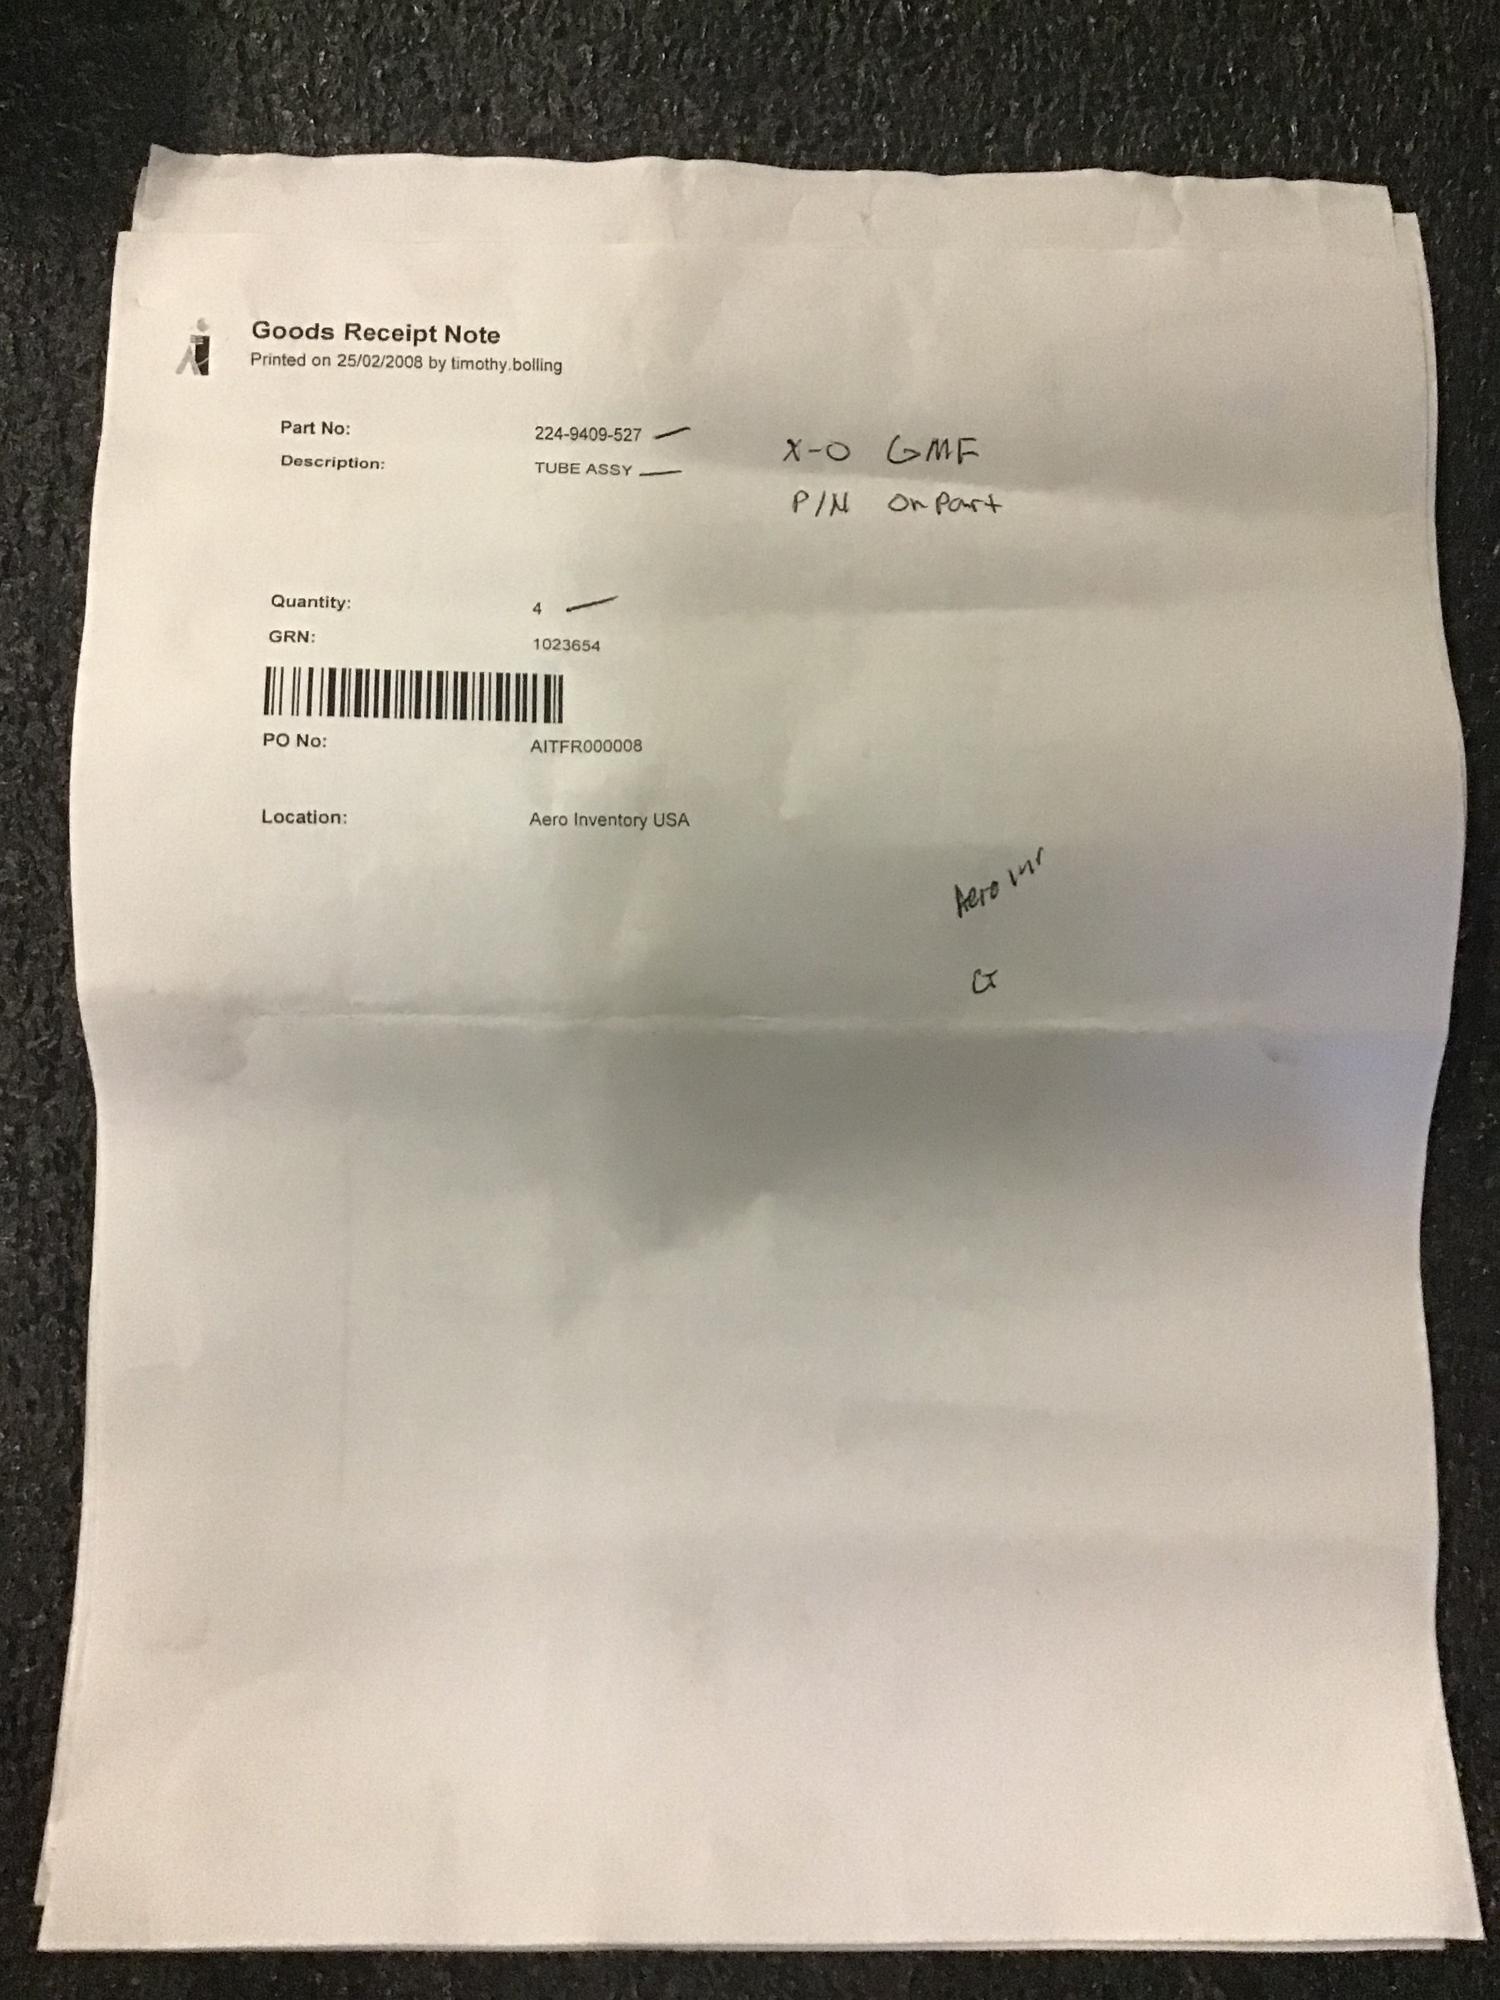 Goods Receipt Note
Printed on 25/02/2008 by timothy.bolling
Part No: 224-9409-527
X-O GMF
Description: TUBE ASSY
P/N On Part
Quantity: 4
GRN: 1023654
PO No: AITFR000008
Location: Aero Inventory USA
Aero